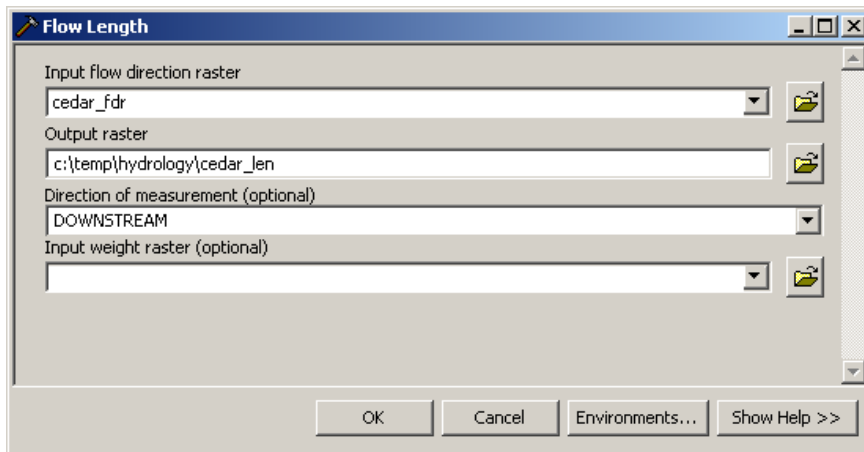 Flow Length
Input flow direction raster
cedar_fdr
Output raster
c:\temp\hydrology\cedar_len
Direction of measurement (optional)
DOWNSTREAM
Input weight raster (optional)
OK Cancel Environments... Show Help >>